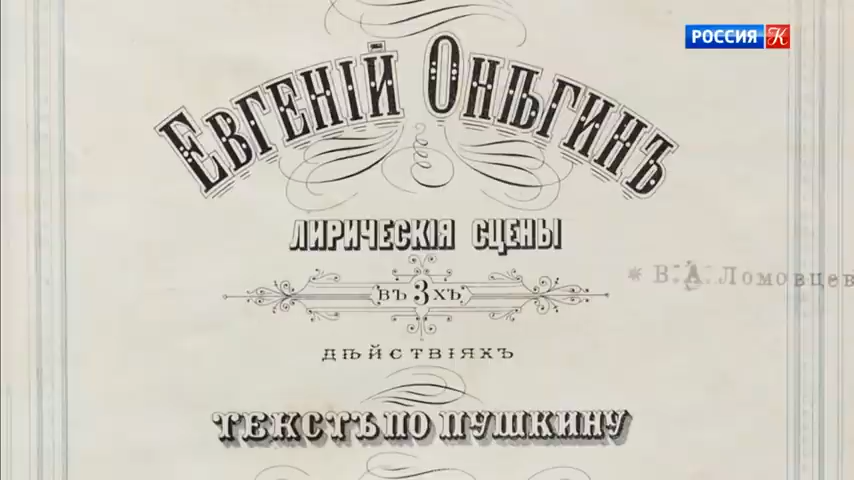 РОССИЯ К
ЕВГЕНІЙ ОНѢГИНЪ
ЛИРИЧЕСКІЯ СЦЕНЫ
* В. А. Ломовцев
ВЪ 3ХЪ
ДѢЙСТВІЯХЪ
ТЕКСТЪ ПО ПУШКИНУ